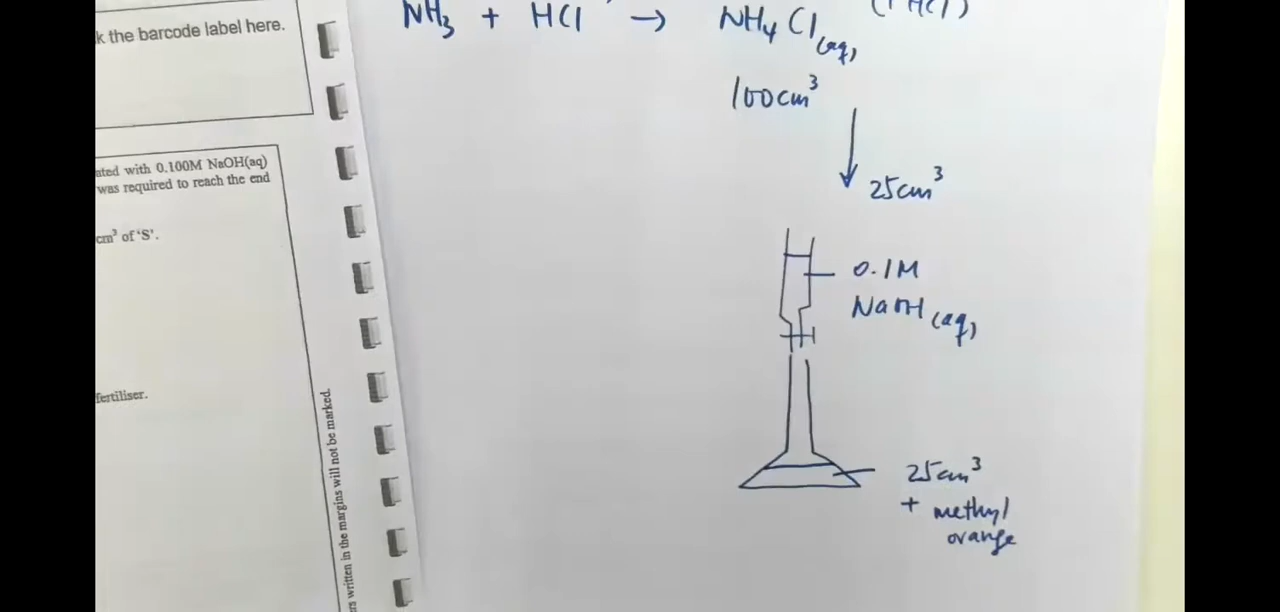 k the barcode label here.
NH₃ + HCl → NH₄Cl(aq)
100cm³
25cm³
ated with 0.100M NaOH(aq)
was required to reach the end
cm³ of 'S'.
0.1M
NaOH(aq)
fertiliser.
25cm³
+ methyl
orange
rs written in the margins will not be marked.